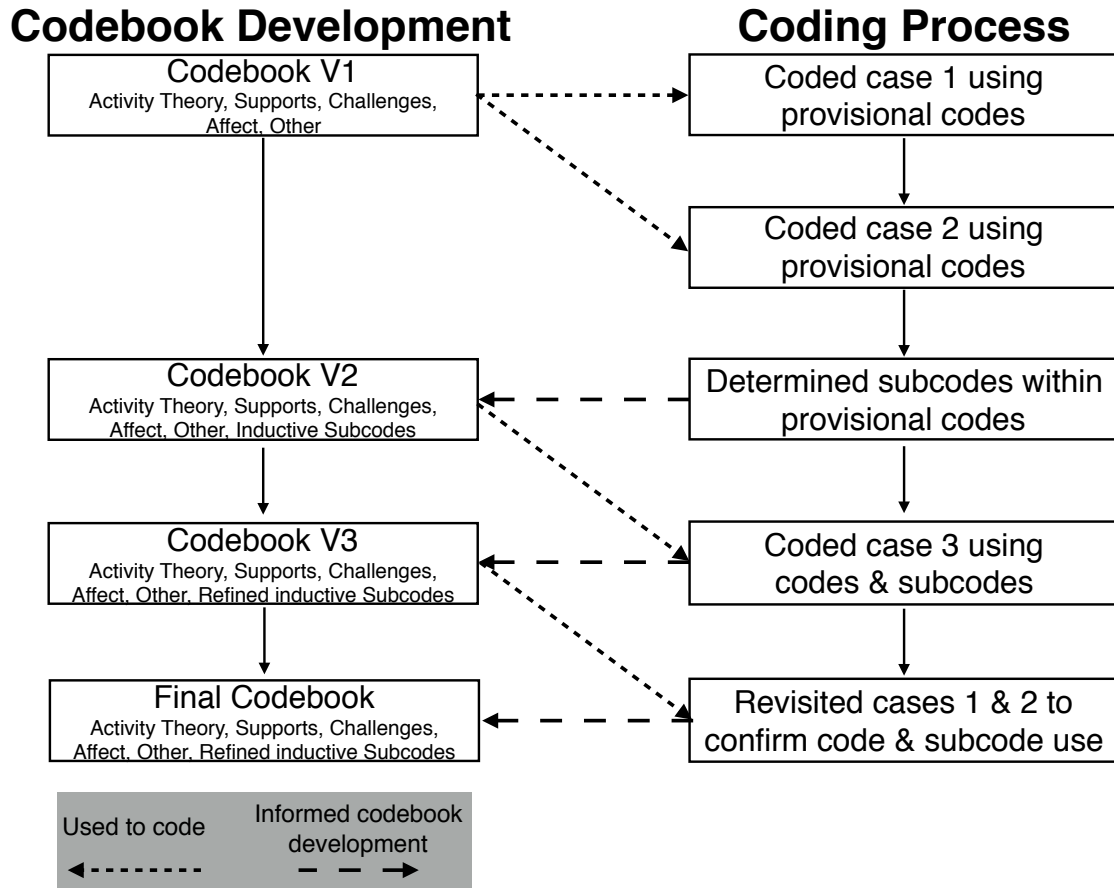 Codebook Development
Coding Process
Codebook V1
Activity Theory, Supports, Challenges,
Affect, Other
Coded case 1 using
provisional codes
Coded case 2 using
provisional codes
Codebook V2
Activity Theory, Supports, Challenges,
Affect, Other, Inductive Subcodes
Determined subcodes within
provisional codes
Codebook V3
Activity Theory, Supports, Challenges,
Affect, Other, Refined inductive Subcodes
Coded case 3 using
codes & subcodes
Final Codebook
Activity Theory, Supports, Challenges,
Affect, Other, Refined inductive Subcodes
Revisited cases 1 & 2 to
confirm code & subcode use
Used to code
Informed codebook
development